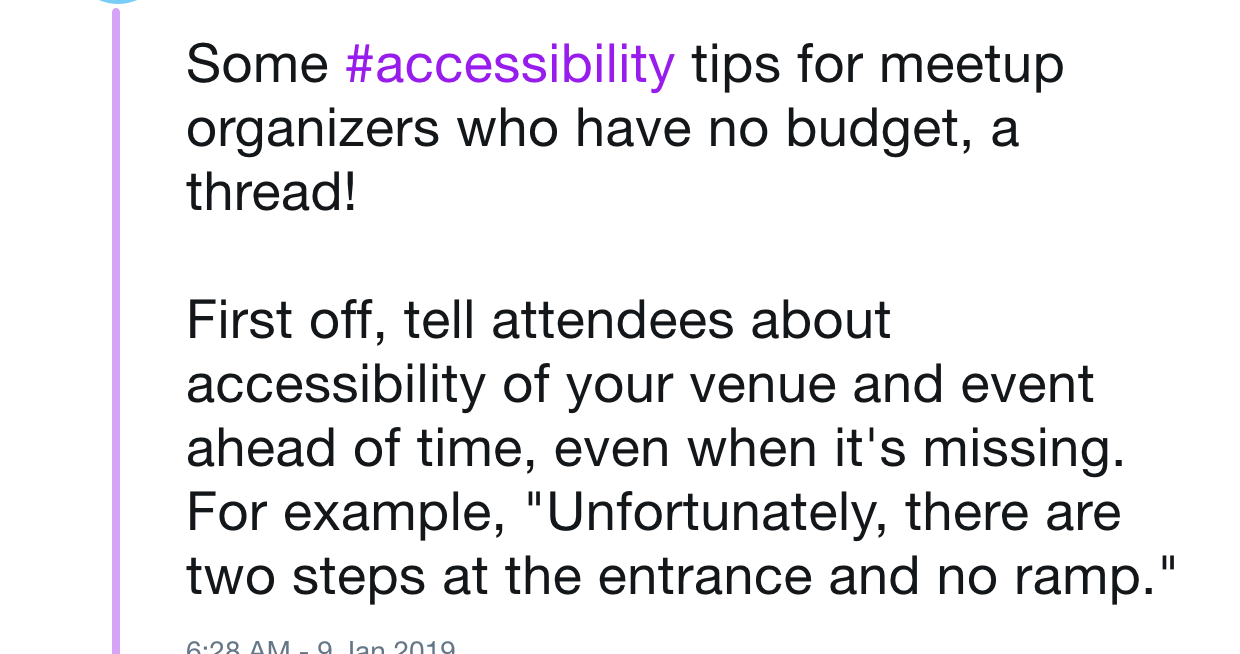 Some #accessibility tips for meetup
organizers who have no budget, a
thread!
First off, tell attendees about
accessibility of your venue and event
ahead of time, even when it's missing.
For example, "Unfortunately, there are
two steps at the entrance and no ramp."
6:28 AM - 9 Jan 2019